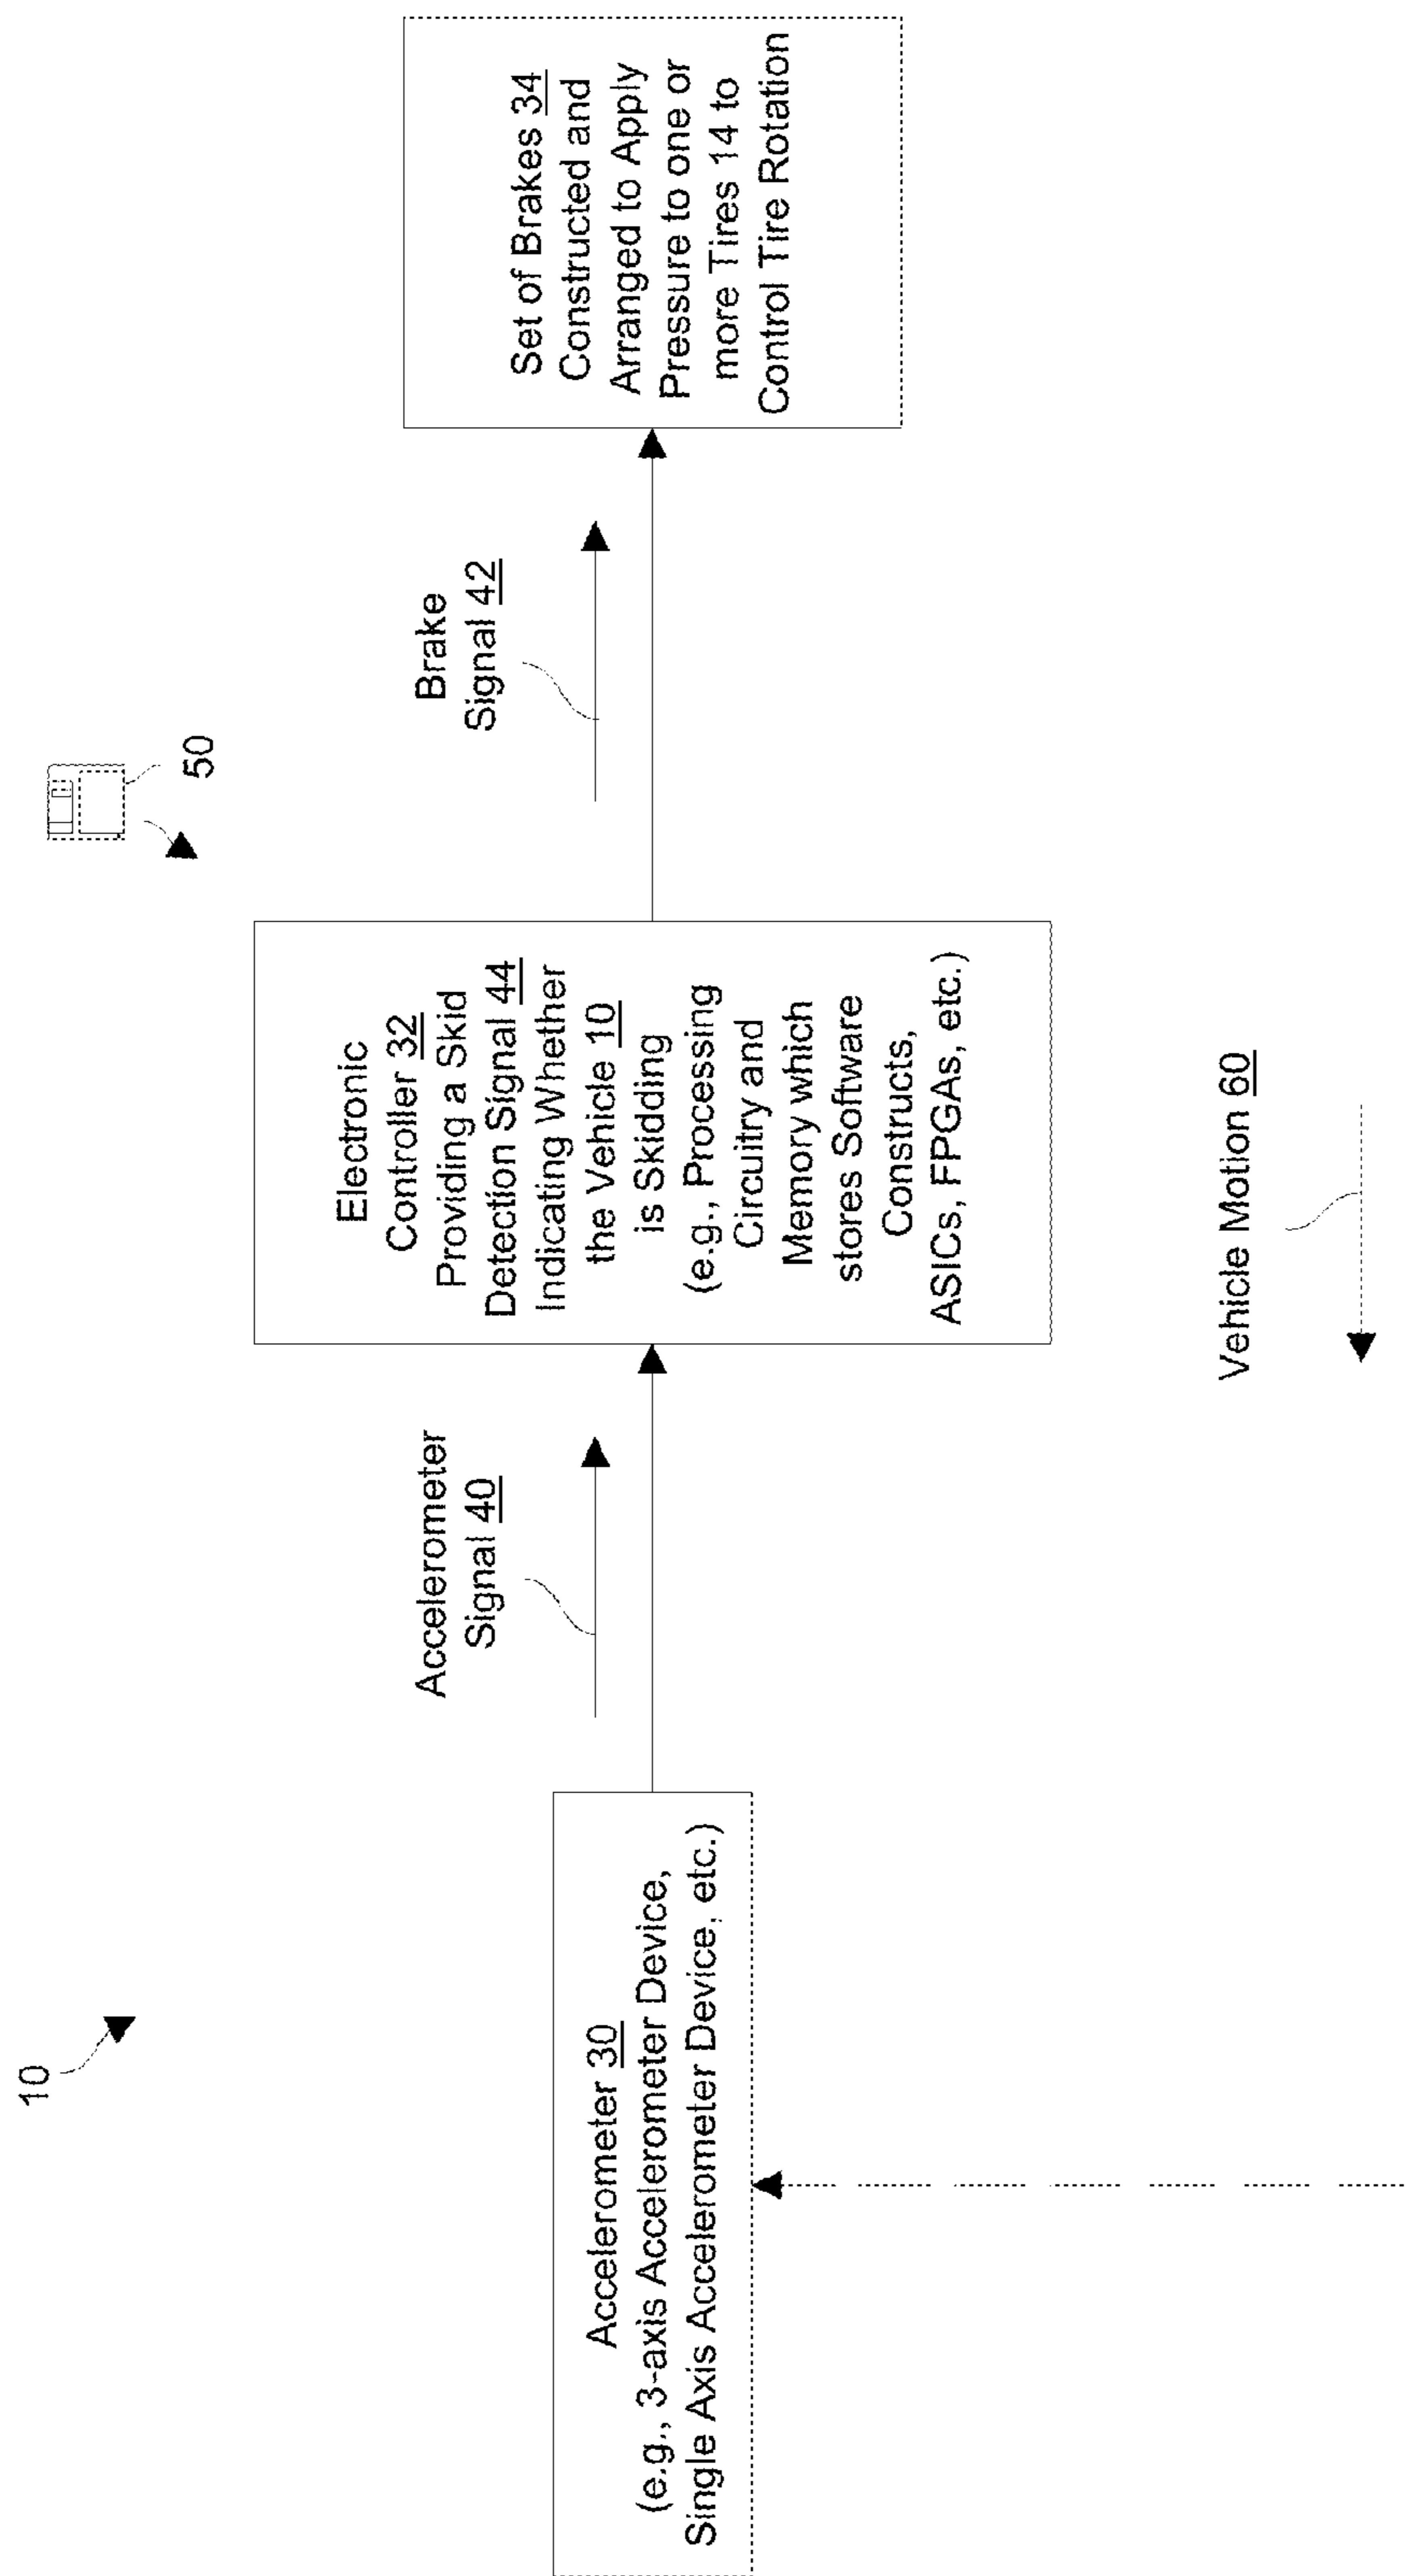 10
50
Accelerometer 30
(e.g., 3-axis Accelerometer Device,
Single Axis Accelerometer Device, etc.)
Accelerometer
Signal 40
Electronic
Controller 32
Providing a Skid
Detection Signal 44
Indicating Whether
the Vehicle 10
is Skidding
(e.g., Processing
Circuitry and
Memory which
stores Software
Constructs,
ASICs, FPGAs, etc.)
Brake
Signal 42
Set of Brakes 34
Constructed and
Arranged to Apply
Pressure to one or
more Tires 14 to
Control Tire Rotation
Vehicle Motion 60